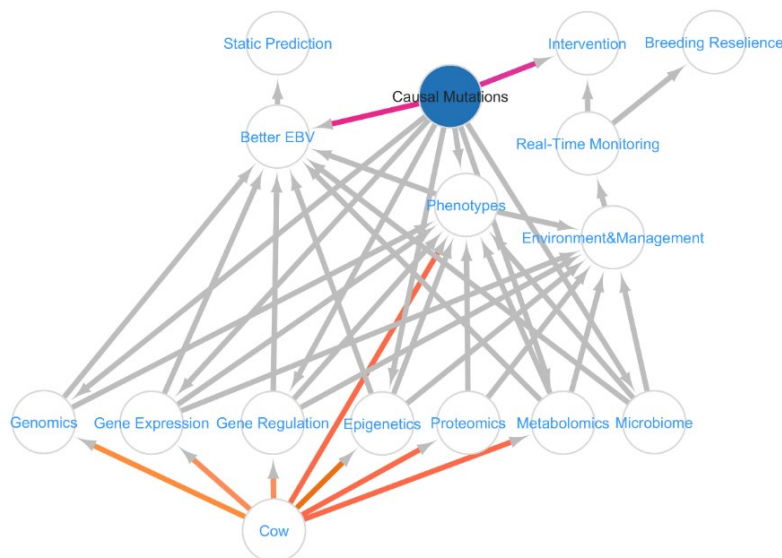 Static Prediction
Intervention
Breeding Reselience
Causal Mutations
Better EBV
Real-Time Monitoring
Phenotypes
Environment&Management
Genomics
Gene Expression
Gene Regulation
Epigenetics
Proteomics
Metabolomics
Microbiome
Cow